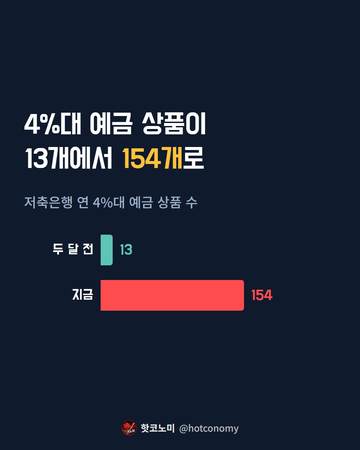 4%대 예금 상품이
13개에서 154개로
저축은행 연 4%대 예금 상품 수
두 달 전 13
지금 154
핫코노미 @hotconomy